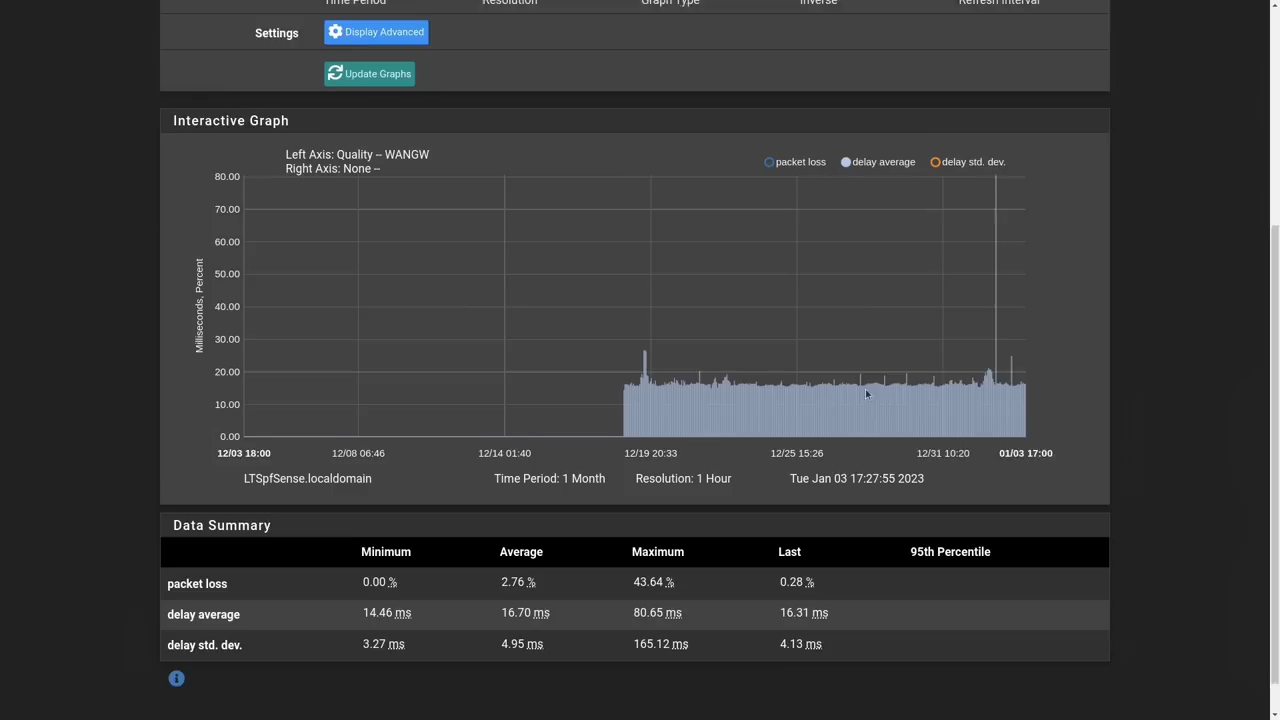 Time Period Resolution Graph Type Inverse Refresh Interval
Settings Display Advanced
Update Graphs
Interactive Graph
Left Axis: Quality -- WANGW
Right Axis: None --
packet loss delay average delay std. dev.
80.00
70.00
60.00
50.00
40.00
30.00
20.00
10.00
0.00
Milliseconds, Percent
12/03 18:00 12/08 06:46 12/14 01:40 12/19 20:33 12/25 15:26 12/31 10:20 01/03 17:00
LTSpfSense.localdomain Time Period: 1 Month Resolution: 1 Hour Tue Jan 03 17:27:55 2023
Data Summary
Minimum Average Maximum Last 95th Percentile
packet loss 0.00 % 2.76 % 43.64 % 0.28 %
delay average 14.46 ms 16.70 ms 80.65 ms 16.31 ms
delay std. dev. 3.27 ms 4.95 ms 165.12 ms 4.13 ms